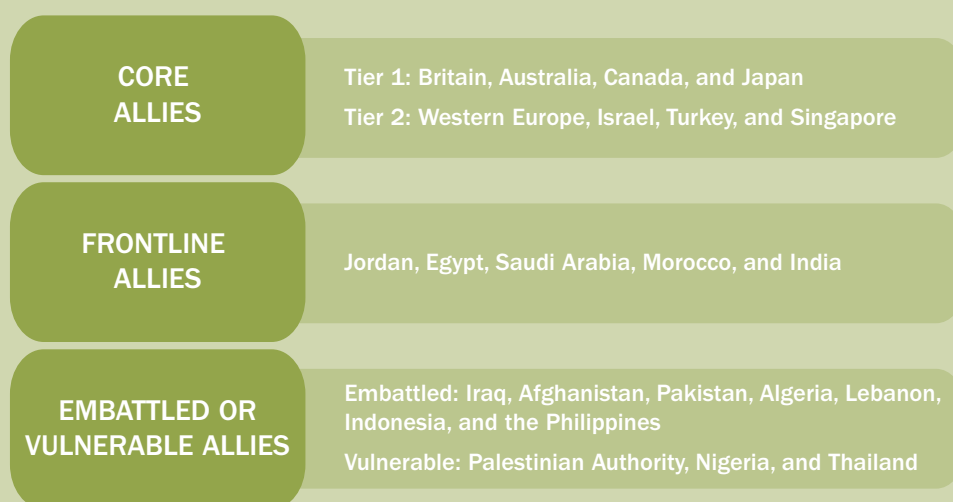 CORE
ALLIES
Tier 1: Britain, Australia, Canada, and Japan
Tier 2: Western Europe, Israel, Turkey, and Singapore
FRONTLINE
ALLIES
Jordan, Egypt, Saudi Arabia, Morocco, and India
EMBATTLED OR
VULNERABLE ALLIES
Embattled: Iraq, Afghanistan, Pakistan, Algeria, Lebanon,
Indonesia, and the Philippines
Vulnerable: Palestinian Authority, Nigeria, and Thailand